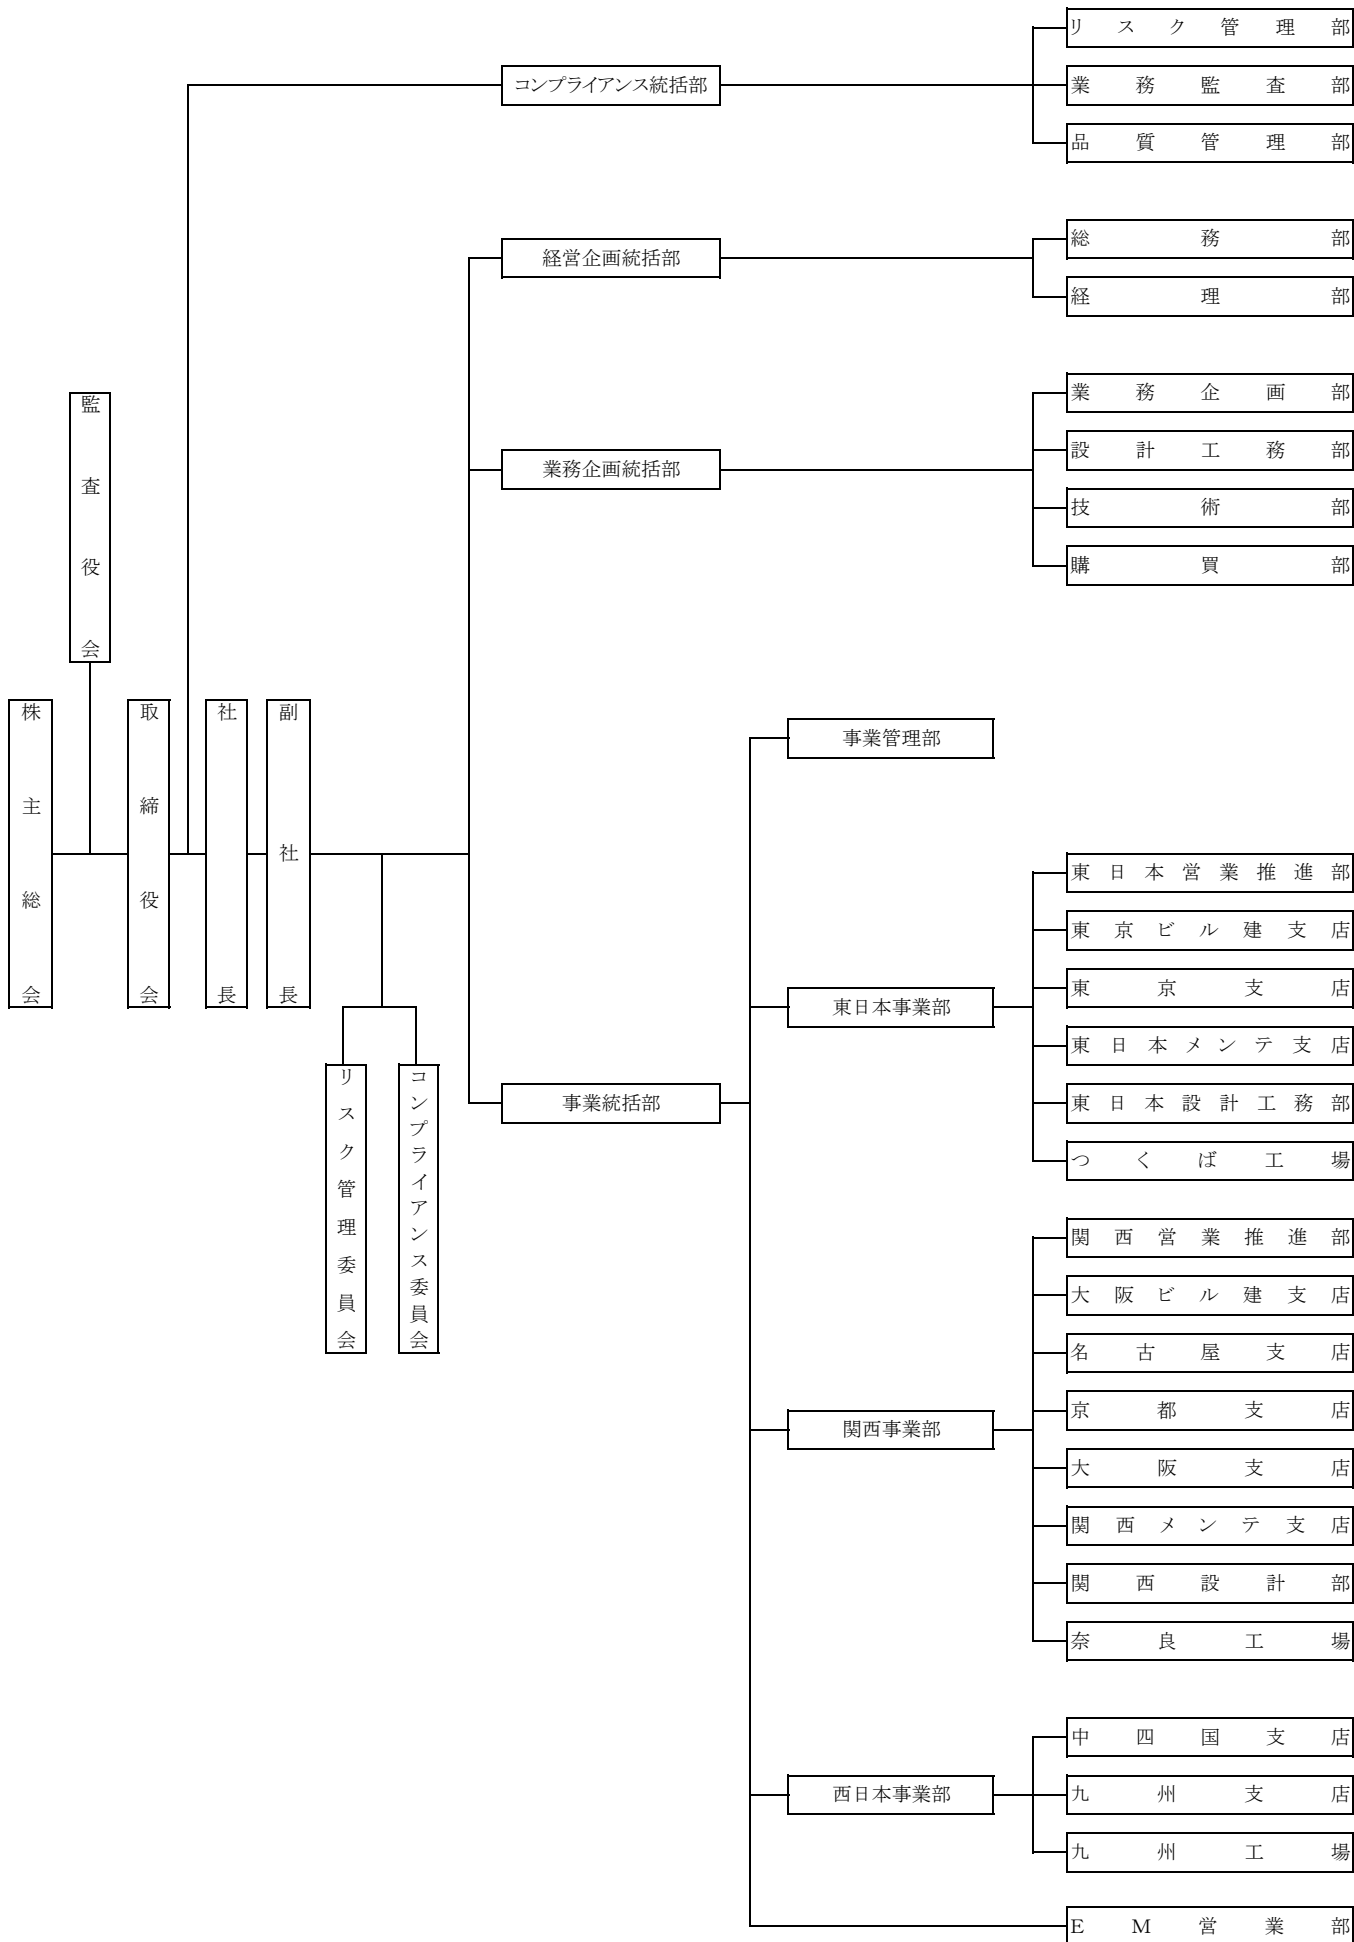 リスク管理部
コンプライアンス統括部
業務監査部
品質管理部
総務部
経営企画統括部
経理部
業務企画部
設計工務部
業務企画統括部
技術部
購買部
監査役会
株主総会
取締役会
社長
副社長
リスク管理委員会
コンプライアンス委員会
事業統括部
事業管理部
東日本事業部
東日本営業推進部
東京ビル建支店
東京支店
東日本メンテ支店
東日本設計工務部
つくば工場
関西事業部
関西営業推進部
大阪ビル建支店
名古屋支店
京都支店
大阪支店
関西メンテ支店
関西設計部
奈良工場
西日本事業部
中四国支店
九州支店
九州工場
EM営業部